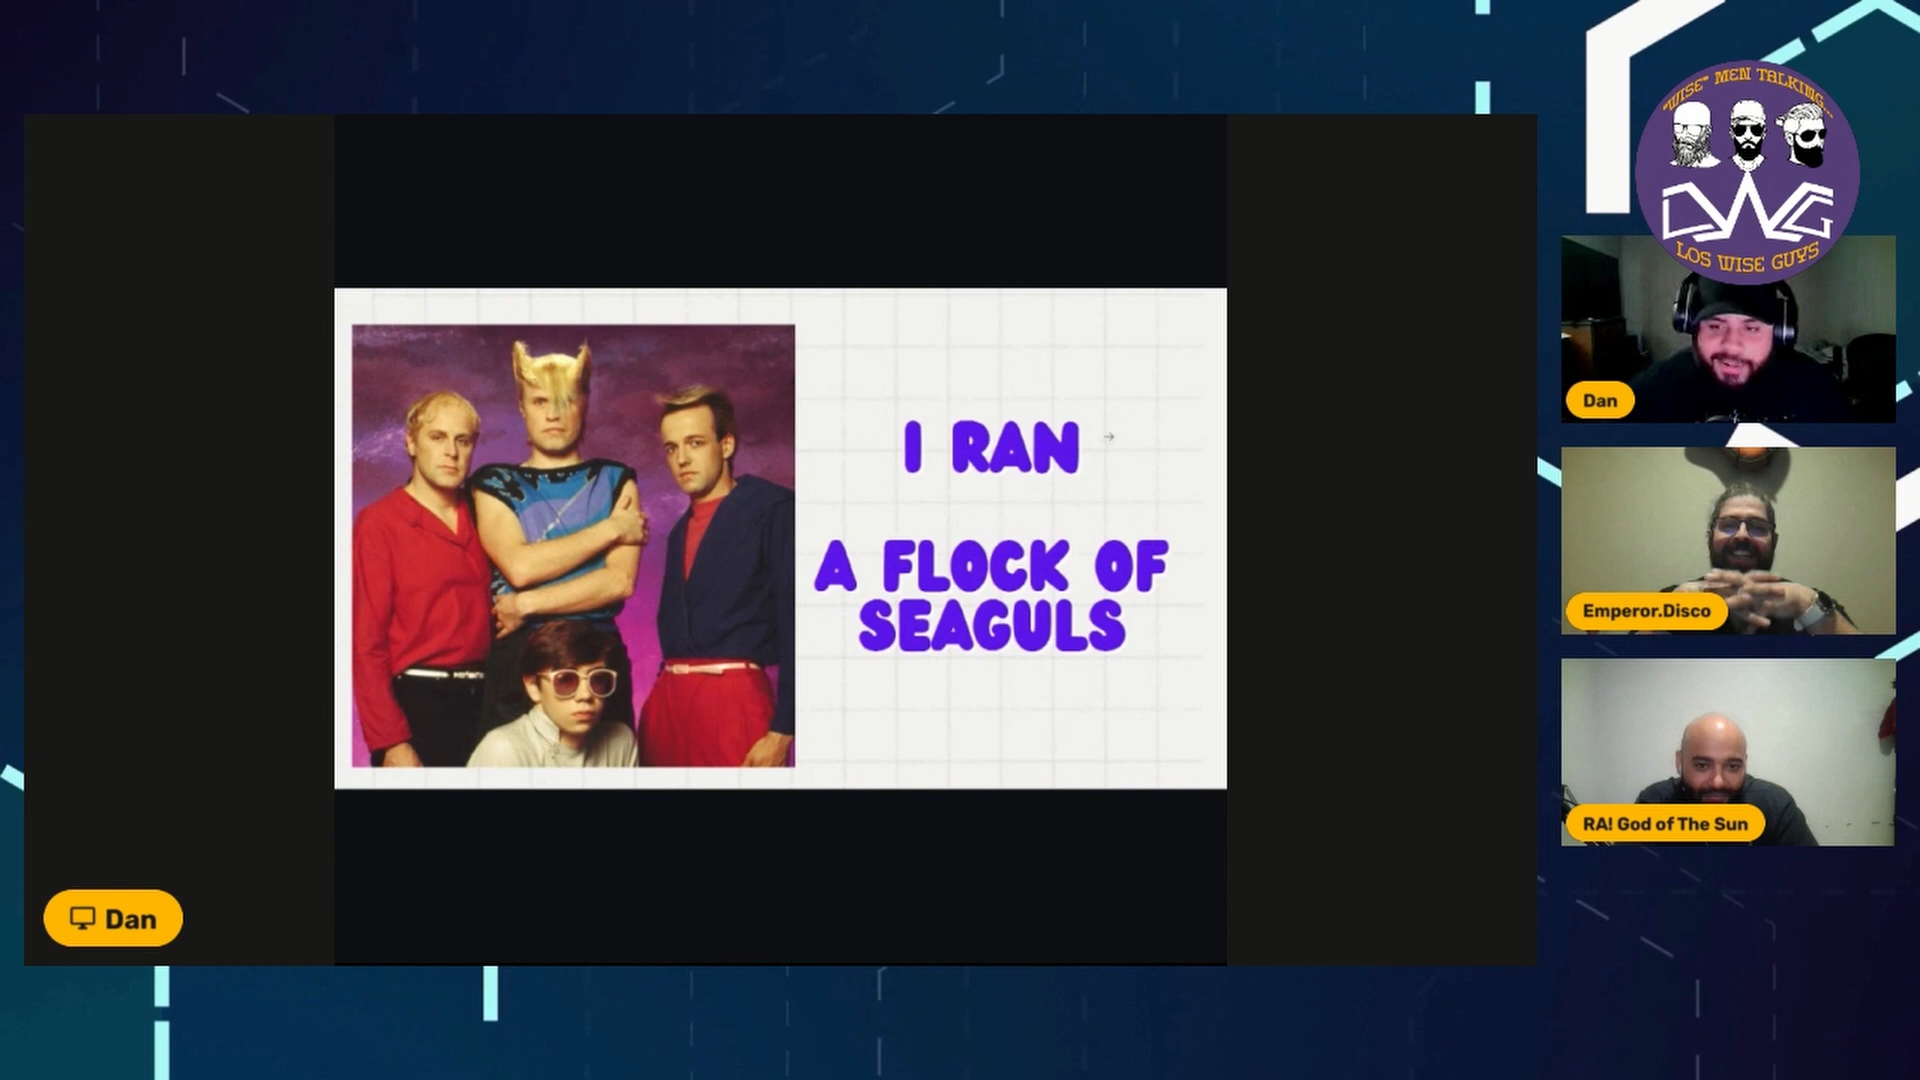 "WISE" MEN TALKING...
LWG
LOS WISE GUYS
I RAN
A FLOCK OF
SEAGULS
Dan
Emperor.Disco
RA! God of The Sun
Dan